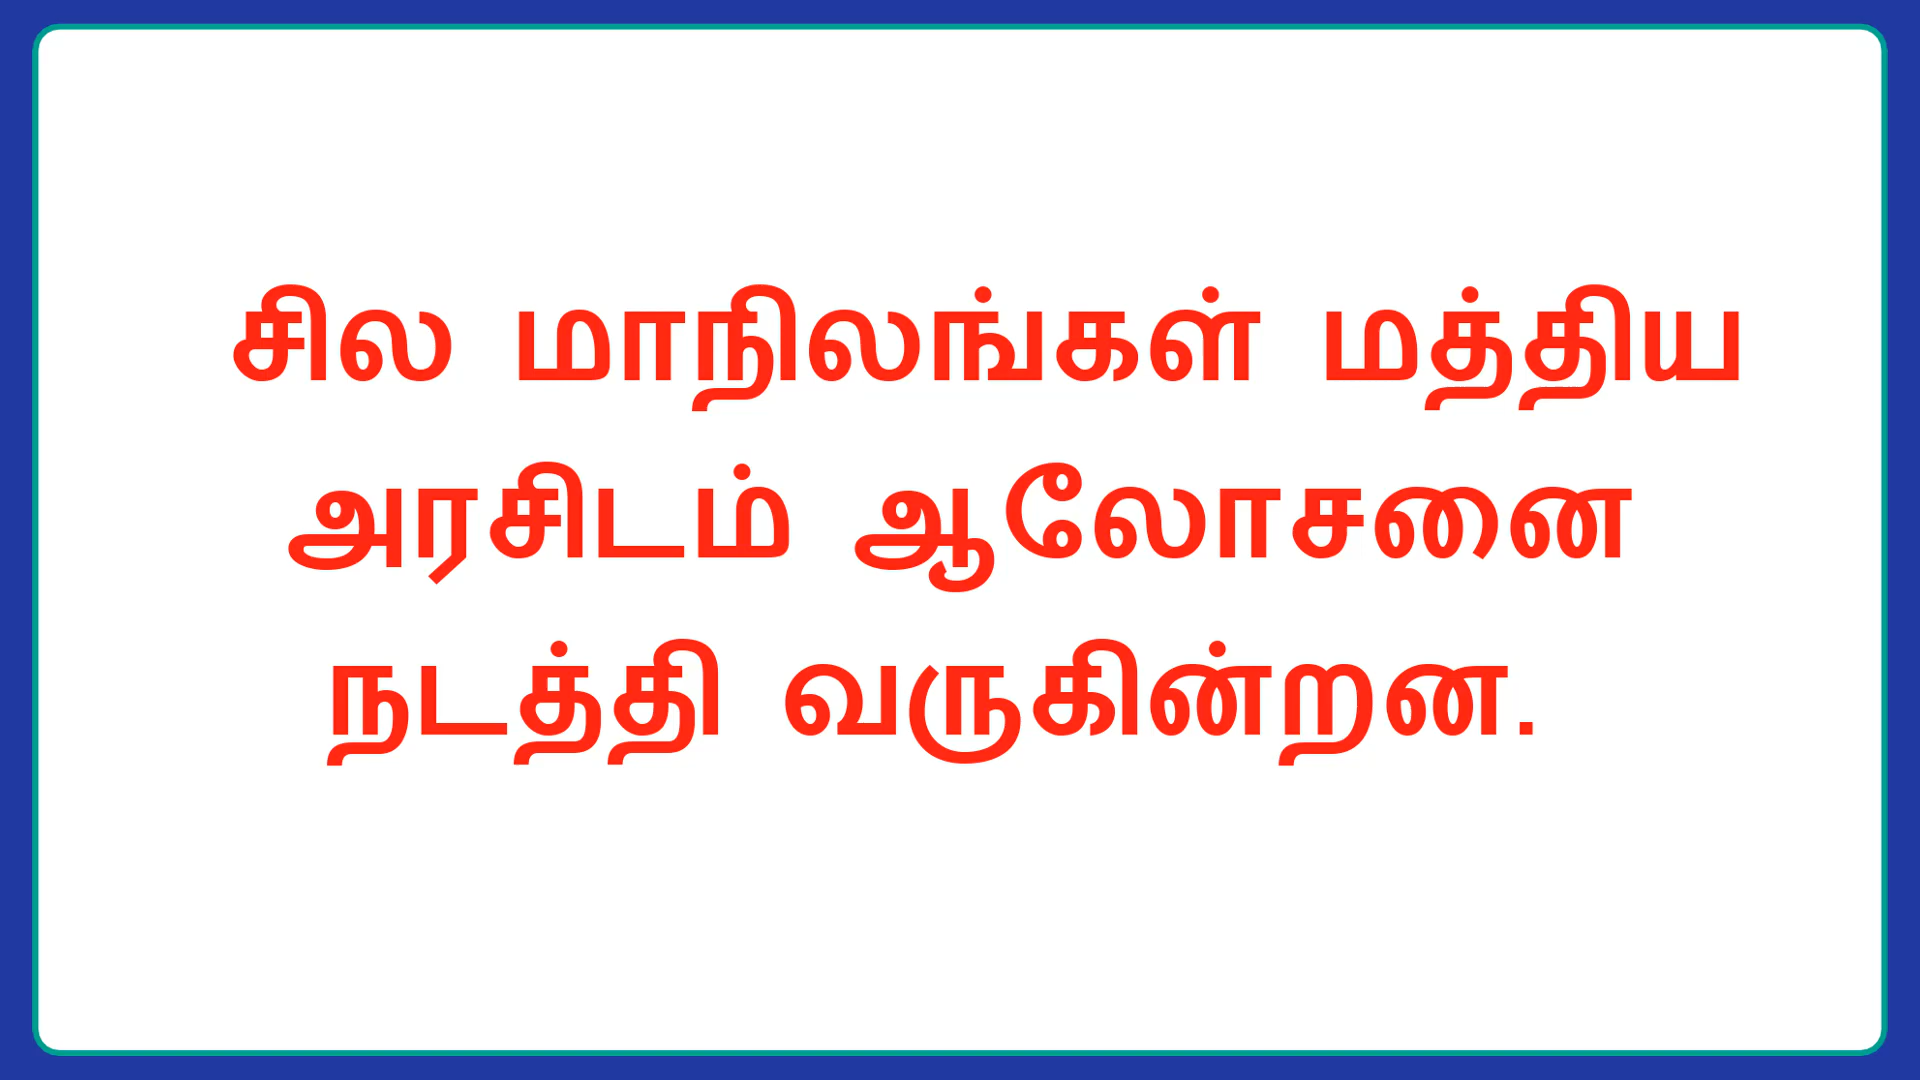 சில மாநிலங்கள் மத்திய
அரசிடம் ஆலோசனை
நடத்தி வருகின்றன.